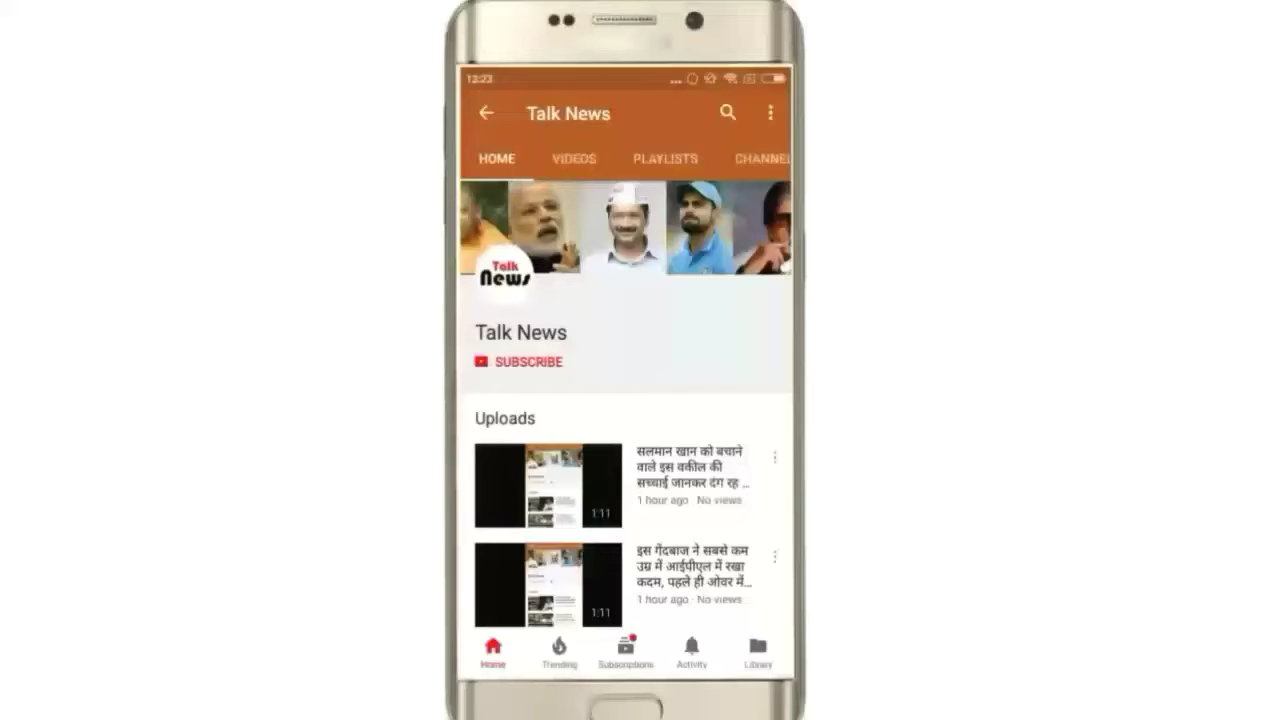 12:23
Talk News
HOME VIDEOS PLAYLISTS CHANNEL
Talk
News
Talk News
SUBSCRIBE
Uploads
सलमान खान को बचाने
वाले इस वकील की
सच्चाई जानकर दंग रह ...
1 hour ago · No views
1:11
इस गेंदबाज ने सबसे कम
उम्र में आईपीएल में रखा
कदम, पहले ही ओवर में...
1 hour ago · No views
1:11
Home Trending Subscriptions Activity Library